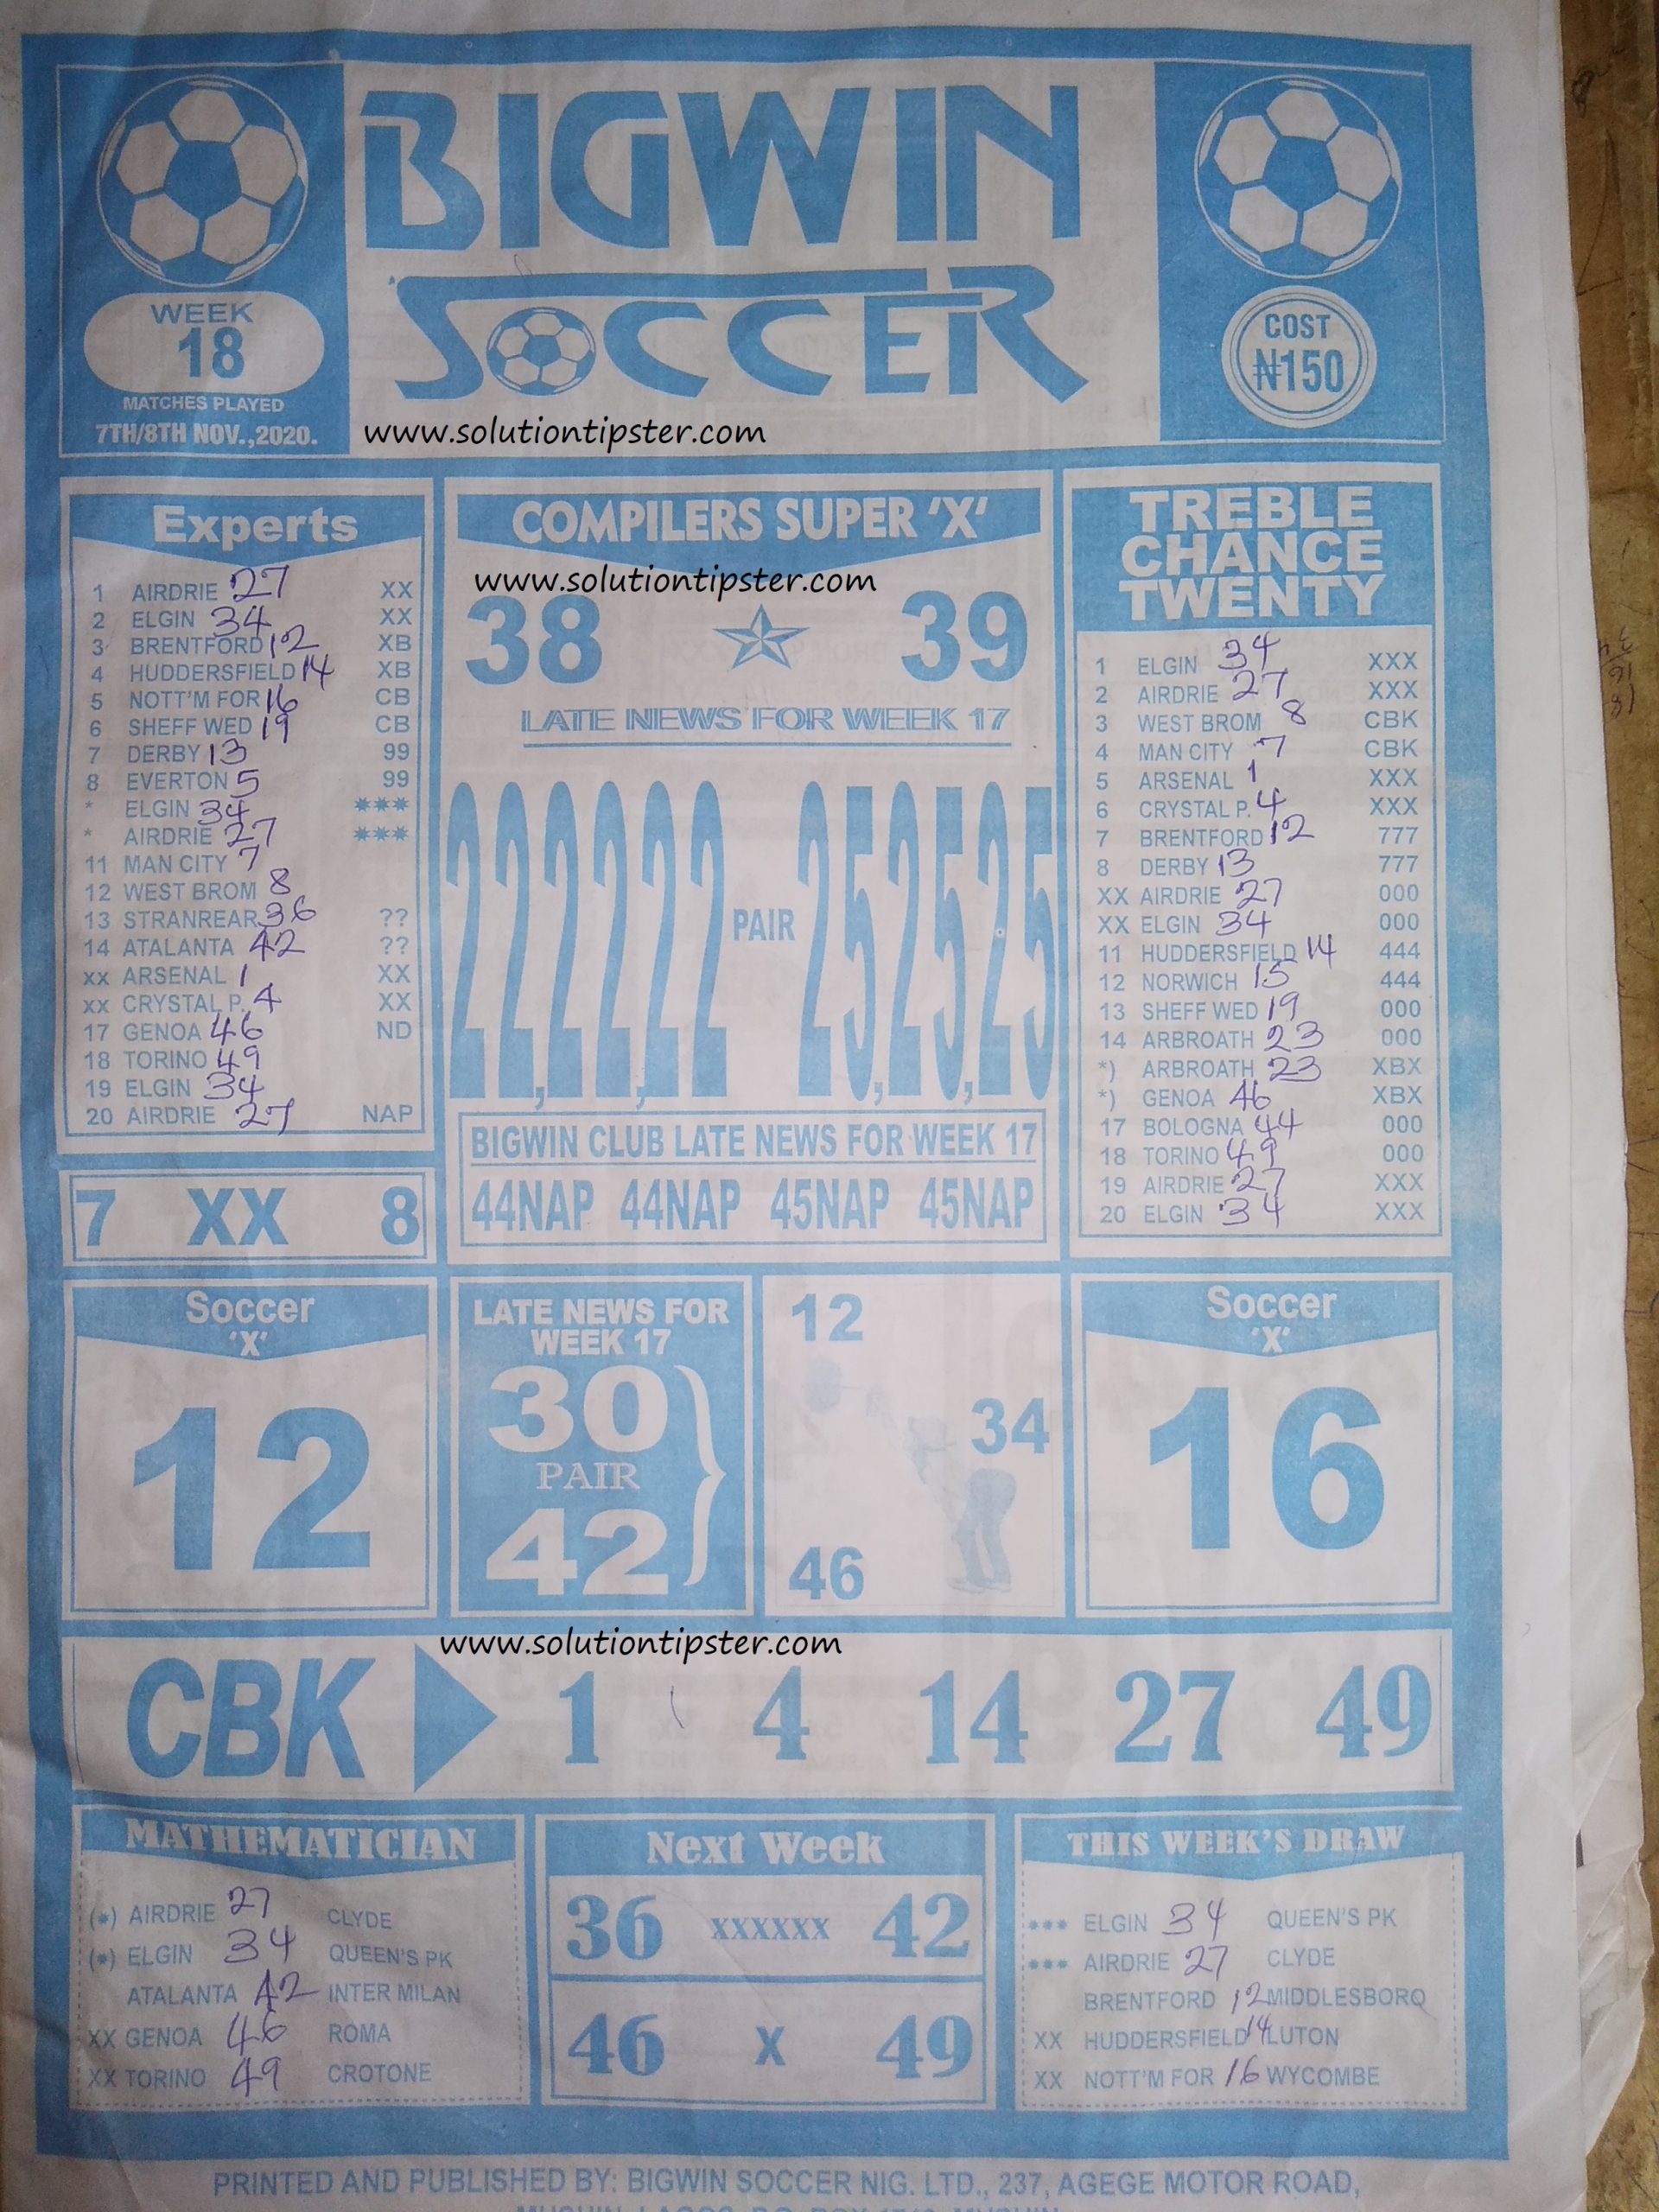 BIGWIN
SOCCER
WEEK
18
MATCHES PLAYED
7TH/8TH NOV.,2020.
COST
₦150
www.solutiontipster.com
Experts
1 AIRDRIE 27 XX
2 ELGIN 34 XX
3 BRENTFORD 12 XB
4 HUDDERSFIELD 14 XB
5 NOTT'M FOR 16 CB
6 SHEFF WED 19 CB
7 DERBY 13 99
8 EVERTON 5 99
* ELGIN 34 ***
* AIRDRIE 27 ***
11 MAN CITY 7
12 WEST BROM 8
13 STRANREAR 36 ??
14 ATALANTA 42 ??
xx ARSENAL 1 XX
xx CRYSTAL P. 4 XX
17 GENOA 46 ND
18 TORINO 49
19 ELGIN 34
20 AIRDRIE 27 NAP
7 XX 8
COMPILERS SUPER 'X'
www.solutiontipster.com
38 39
LATE NEWS FOR WEEK 17
22,22,22 PAIR 25,25,25
BIGWIN CLUB LATE NEWS FOR WEEK 17
44NAP 44NAP 45NAP 45NAP
TREBLE
CHANCE
TWENTY
1 ELGIN 34 XXX
2 AIRDRIE 27 XXX
3 WEST BROM 8 CBK
4 MAN CITY 7 CBK
5 ARSENAL 1 XXX
6 CRYSTAL P. 4 XXX
7 BRENTFORD 12 777
8 DERBY 13 777
XX AIRDRIE 27 000
XX ELGIN 34 000
11 HUDDERSFIELD 14 444
12 NORWICH 15 444
13 SHEFF WED 19 000
14 ARBROATH 23 000
*) ARBROATH 23 XBX
*) GENOA 46 XBX
17 BOLOGNA 44 000
18 TORINO 49 000
19 AIRDRIE 27 XXX
20 ELGIN 34 XXX
Soccer
'X'
12
LATE NEWS FOR
WEEK 17
30
PAIR
42
12
34
46
Soccer
'X'
16
www.solutiontipster.com
CBK 1 4 14 27 49
MATHEMATICIAN
(*) AIRDRIE 27 CLYDE
(*) ELGIN 34 QUEEN'S PK
ATALANTA 42 INTER MILAN
XX GENOA 46 ROMA
XX TORINO 49 CROTONE
Next Week
36 XXXXXX 42
46 X 49
THIS WEEK'S DRAW
*** ELGIN 34 QUEEN'S PK
*** AIRDRIE 27 CLYDE
BRENTFORD 12 MIDDLESBORO
XX HUDDERSFIELD 14 LUTON
XX NOTT'M FOR 16 WYCOMBE
PRINTED AND PUBLISHED BY: BIGWIN SOCCER NIG. LTD., 237, AGEGE MOTOR ROAD,